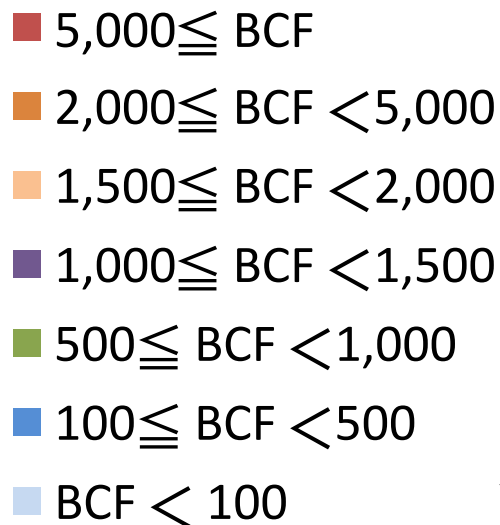 5,000≦ BCF
2,000≦ BCF <5,000
1,500≦ BCF <2,000
1,000≦ BCF <1,500
500≦ BCF <1,000
100≦ BCF <500
BCF < 100